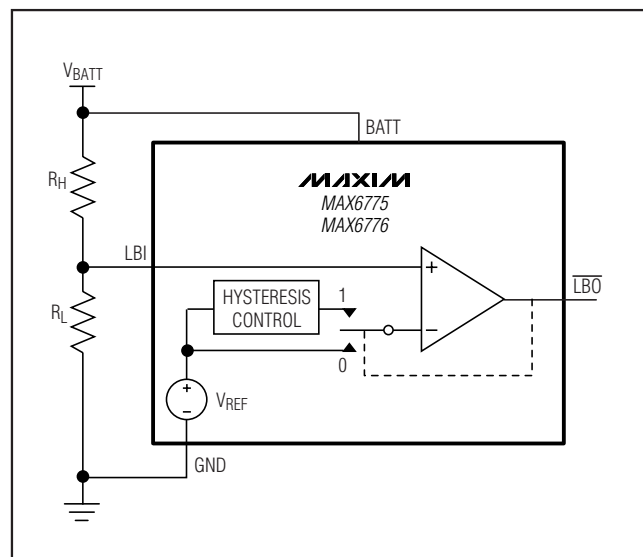 VBATT
BATT
RH
MAXIM
MAX6775
MAX6776
LBI
+
HYSTERESIS
CONTROL
1
LBO
RL
−
0
+
−
VREF
GND